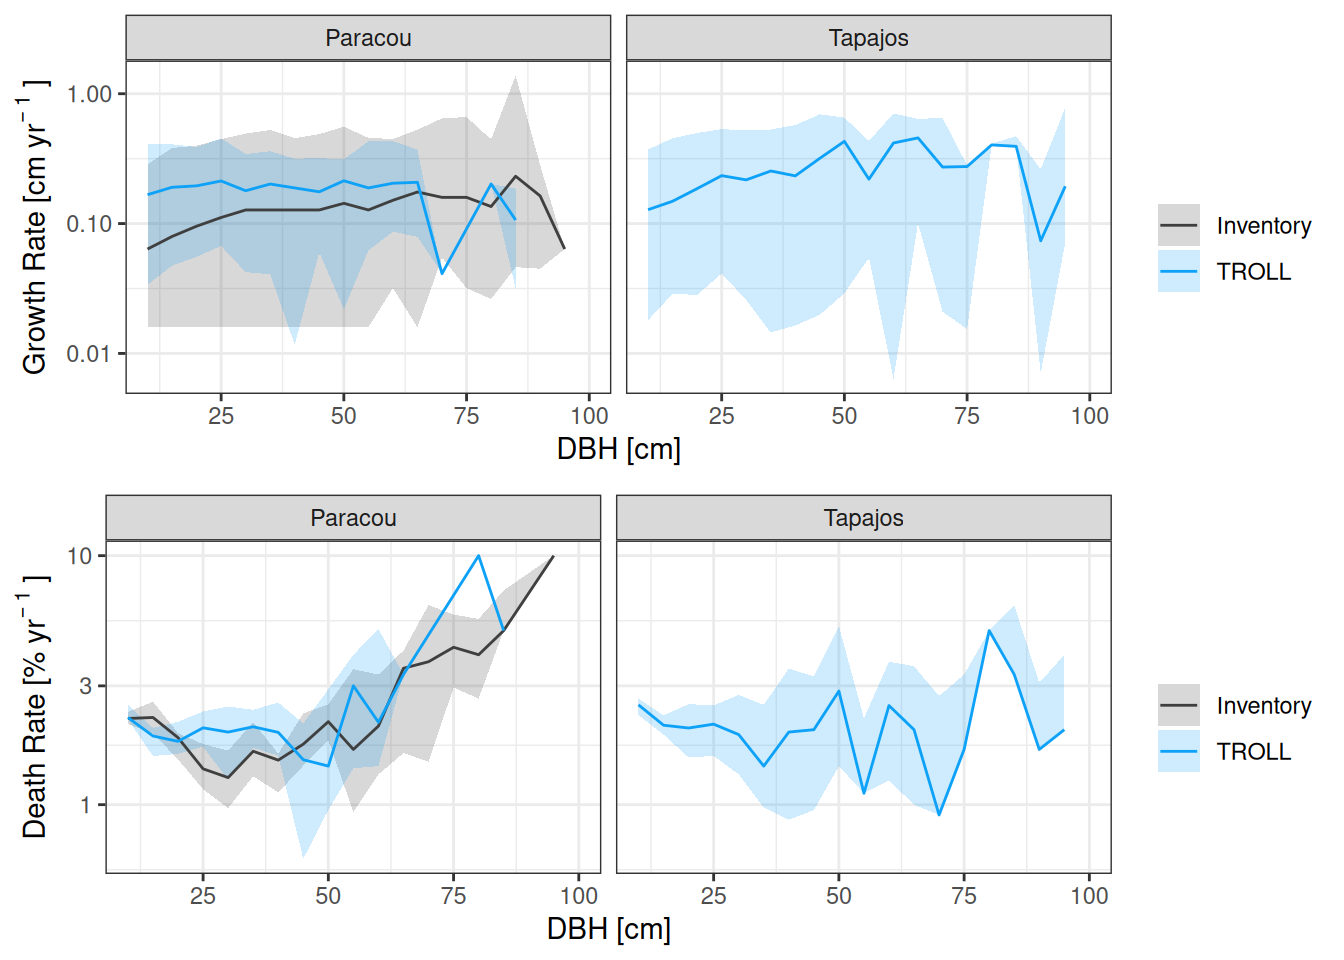 Paracou
Tapajos
Growth Rate [cm yr⁻¹ ]
1.00
0.10
0.01
25 50 75 100
25 50 75 100
DBH [cm]
Inventory
TROLL
Paracou
Tapajos
Death Rate [% yr⁻¹ ]
10
3
1
25 50 75 100
25 50 75 100
DBH [cm]
Inventory
TROLL